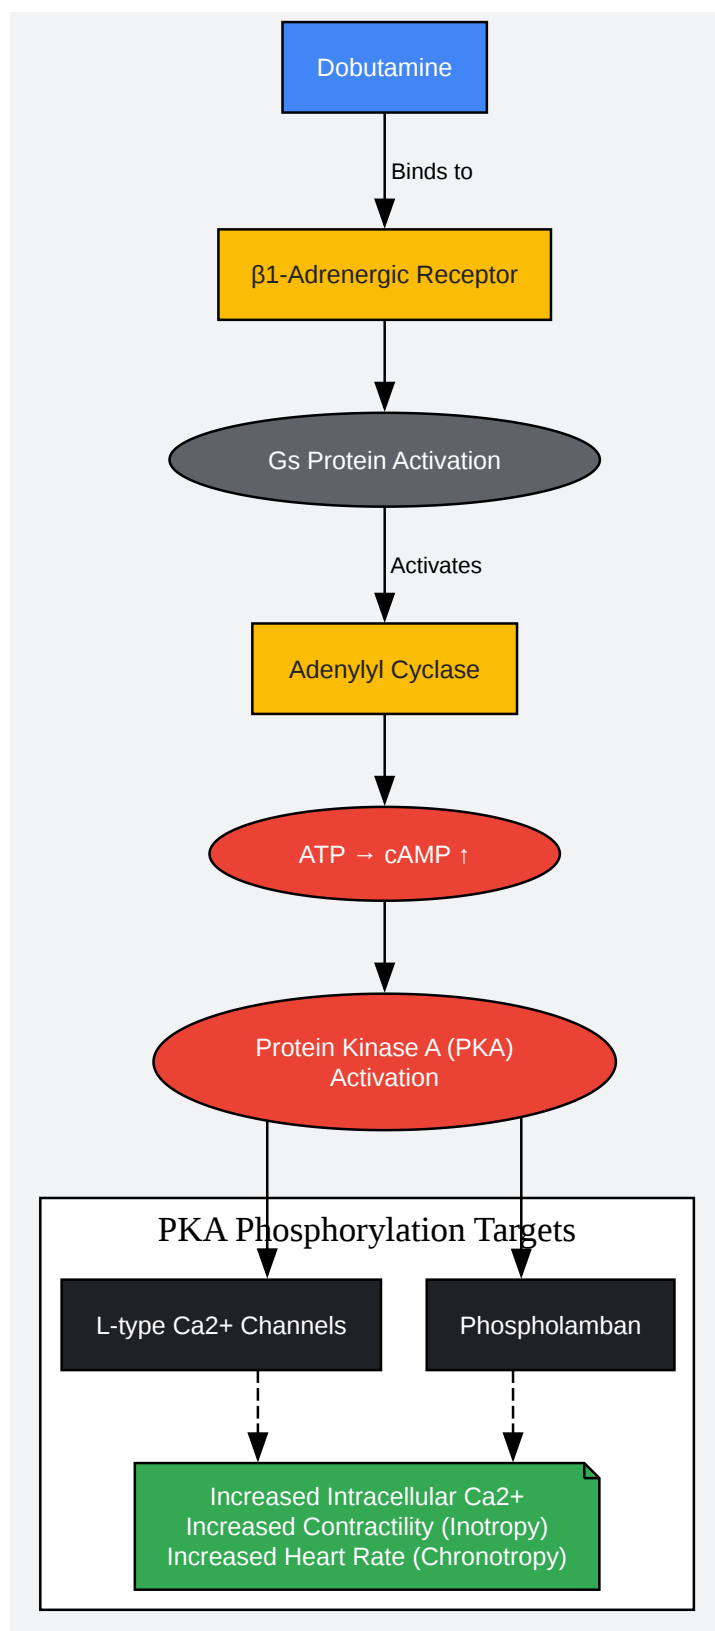 Dobutamine
Binds to
β1-Adrenergic Receptor
Gs Protein Activation
Activates
Adenylyl Cyclase
ATP → cAMP ↑
Protein Kinase A (PKA)
Activation
PKA Phosphorylation Targets
L-type Ca2+ Channels
Phospholamban
Increased Intracellular Ca2+
Increased Contractility (Inotropy)
Increased Heart Rate (Chronotropy)